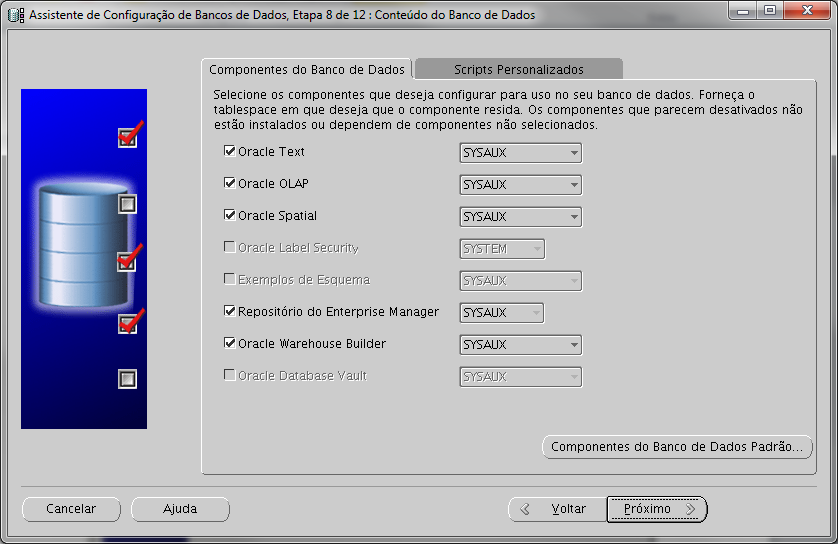 Assistente de Configuração de Bancos de Dados, Etapa 8 de 12 : Conteúdo do Banco de Dados
Componentes do Banco de Dados
Scripts Personalizados
Selecione os componentes que deseja configurar para uso no seu banco de dados. Forneça o
tablespace em que deseja que o componente resida. Os componentes que parecem desativados não
estão instalados ou dependem de componentes não selecionados.
Oracle Text SYSAUX
Oracle OLAP SYSAUX
Oracle Spatial SYSAUX
Oracle Label Security SYSTEM
Exemplos de Esquema SYSAUX
Repositório do Enterprise Manager SYSAUX
Oracle Warehouse Builder SYSAUX
Oracle Database Vault SYSAUX
Componentes do Banco de Dados Padrão...
Cancelar
Ajuda
Voltar
Próximo